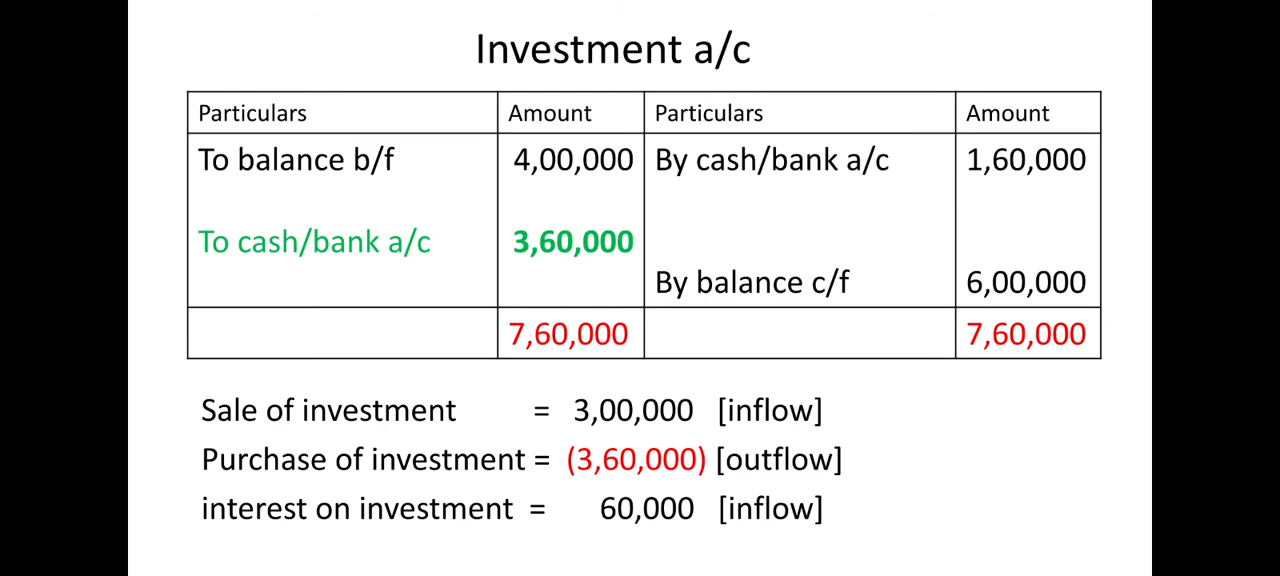 Investment a/c
Particulars Amount Particulars Amount
To balance b/f 4,00,000 By cash/bank a/c 1,60,000
To cash/bank a/c 3,60,000
By balance c/f 6,00,000
7,60,000 7,60,000
Sale of investment = 3,00,000 [inflow]
Purchase of investment = (3,60,000) [outflow]
interest on investment = 60,000 [inflow]